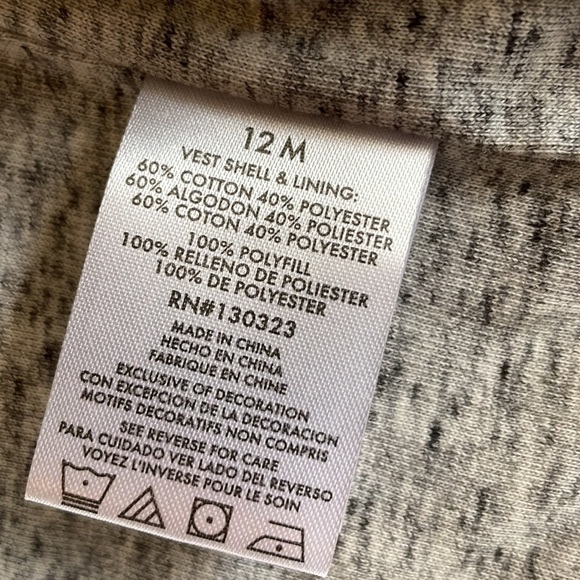 12 M
VEST SHELL & LINING:
60% COTTON 40% POLYESTER
60% ALGODON 40% POLIESTER
60% COTON 40% POLYESTER
100% POLYFILL
100% RELLENO DE POLIESTER
100% DE POLYESTER
RN#130323
MADE IN CHINA
HECHO EN CHINA
FABRIQUE EN CHINE
EXCLUSIVE OF DECORATION
CON EXCEPCION DE LA DECORACION
MOTIFS DECORATIFS NON COMPRIS
SEE REVERSE FOR CARE
PARA CUIDADO VER LADO DEL REVERSO
VOYEZ L'INVERSE POUR LE SOIN